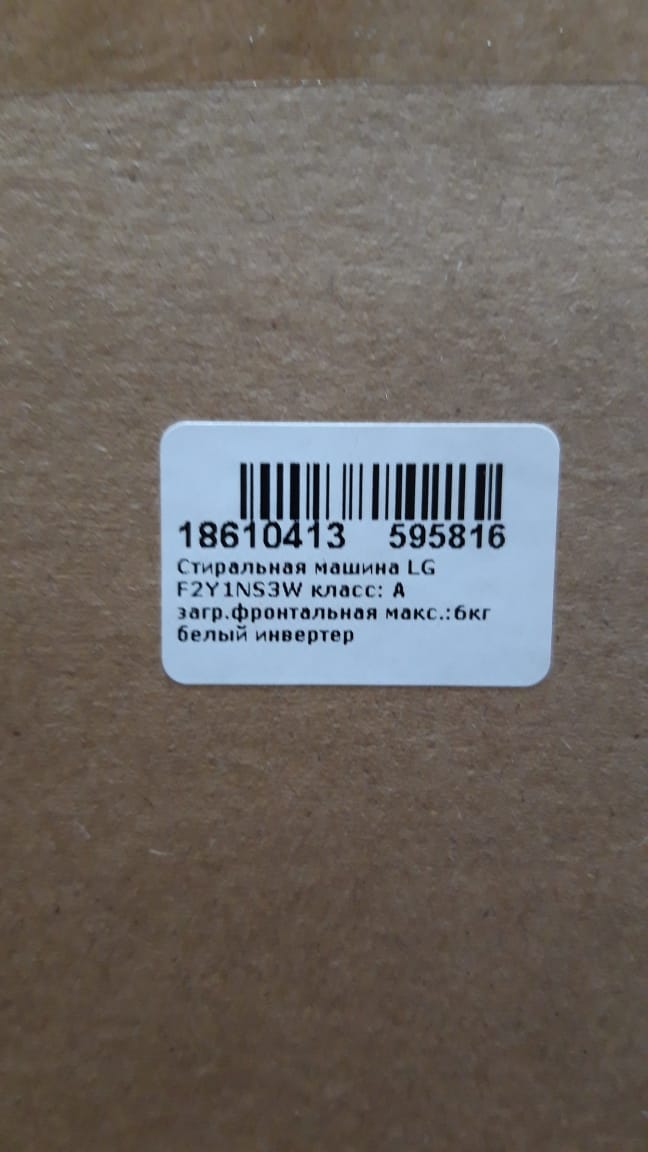 18610413 595816
Стиральная машина LG
F2Y1NS3W класс: A
загр.фронтальная макс.:6кг
белый инвертер